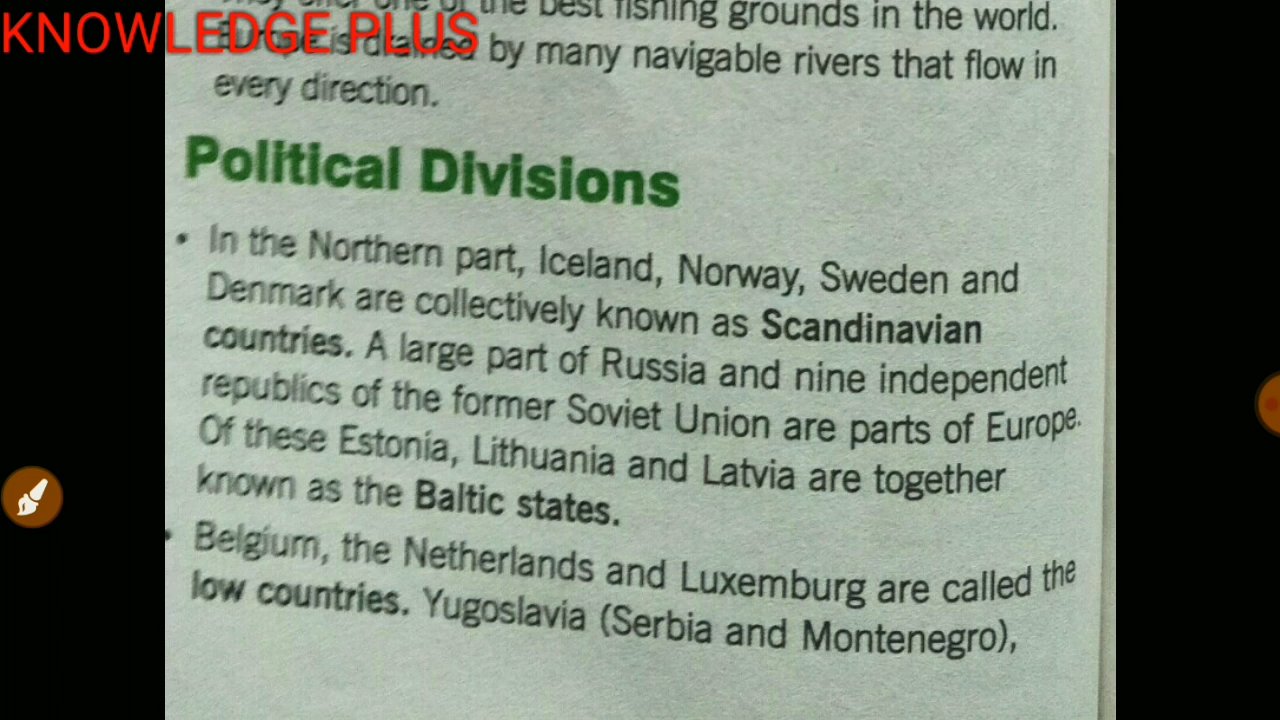 KNOWLEDGE PLUS
the best fishing grounds in the world.
is drained by many navigable rivers that flow in
every direction.
Political Divisions
• In the Northern part, Iceland, Norway, Sweden and
Denmark are collectively known as Scandinavian
countries. A large part of Russia and nine independent
republics of the former Soviet Union are parts of Europe.
Of these Estonia, Lithuania and Latvia are together
known as the Baltic states.
• Belgium, the Netherlands and Luxemburg are called the
low countries. Yugoslavia (Serbia and Montenegro),